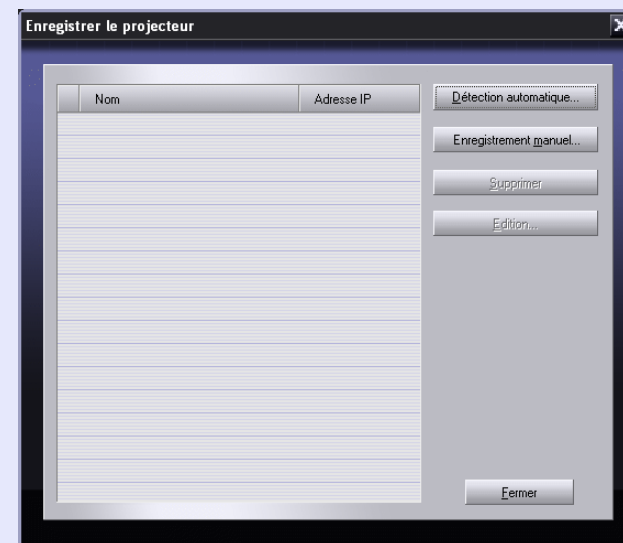 Enregistrer le projecteur
Nom Adresse IP
Détection automatique...
Enregistrement manuel...
Supprimer
Edition...
Fermer